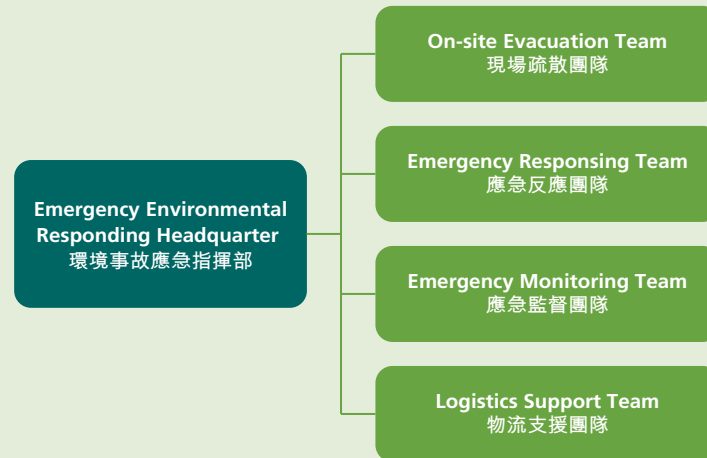 On-site Evacuation Team
現場疏散團隊
Emergency Responsing Team
應急反應團隊
Emergency Environmental
Responding Headquarter
環境事故應急指揮部
Emergency Monitoring Team
應急監督團隊
Logistics Support Team
物流支援團隊